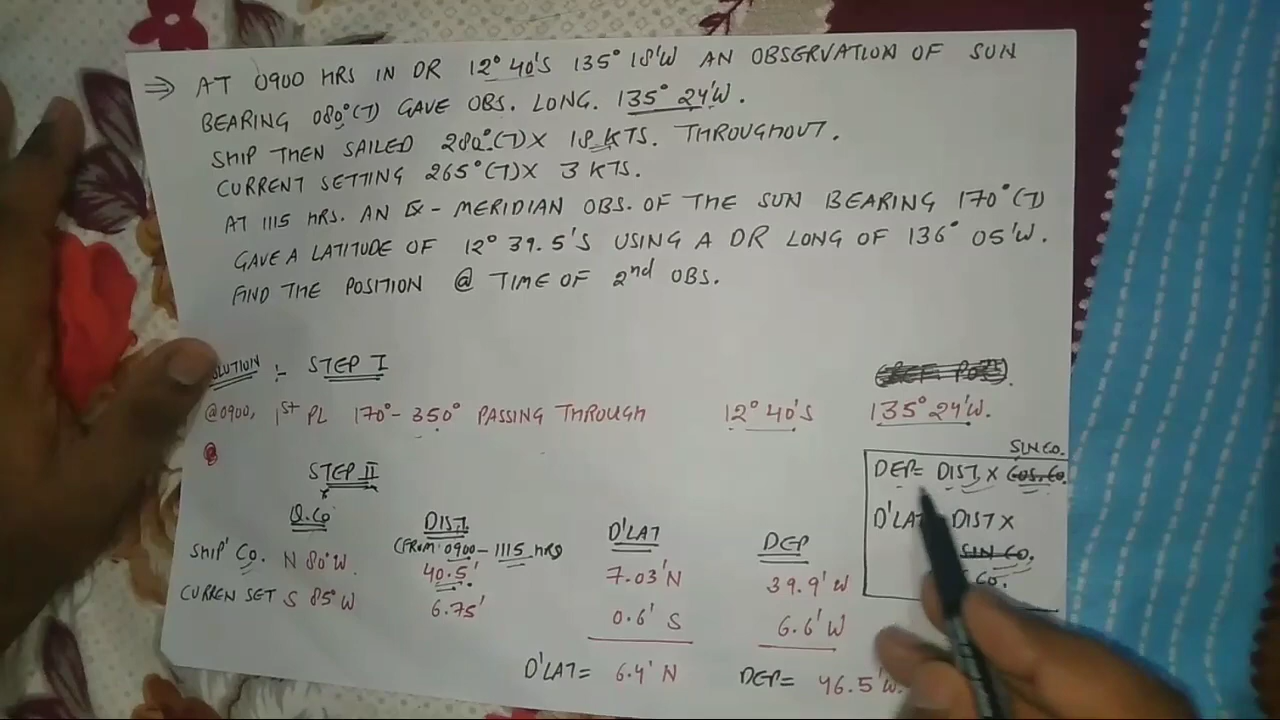 ⇒ AT 0900 HRS IN DR 12° 40'S 135° 18'W AN OBSERVATION OF SUN
BEARING 080°(T) GAVE OBS. LONG. 135° 24'W.
SHIP THEN SAILED 280°(T) X 18 KTS. THROUGHOUT.
CURRENT SETTING 265°(T) X 3 KTS.
AT 1115 HRS. AN EX-MERIDIAN OBS. OF THE SUN BEARING 170°(T)
GAVE A LATITUDE OF 12° 39.5'S USING A DR LONG OF 136° 05'W.
FIND THE POSITION @ TIME OF 2nd OBS.
:- STEP I
@0900, 1ST PL 170°- 350° PASSING THROUGH 12° 40'S 135° 24'W.
STEP II
Q.Co DIST. D'LAT DEP
(FROM 0900 - 1115 HRS)
SHIP' Co. N 80° W 40.5' 7.03'N 39.9' W
CURREN SET S 85° W 6.75' 0.6' S 6.6' W
D'LAT = 6.4' N DEP = 46.5'W.
SIN CO.
DEP= DIST. X COS. CO.
D'LAT DIST X
SIN CO.
CO.